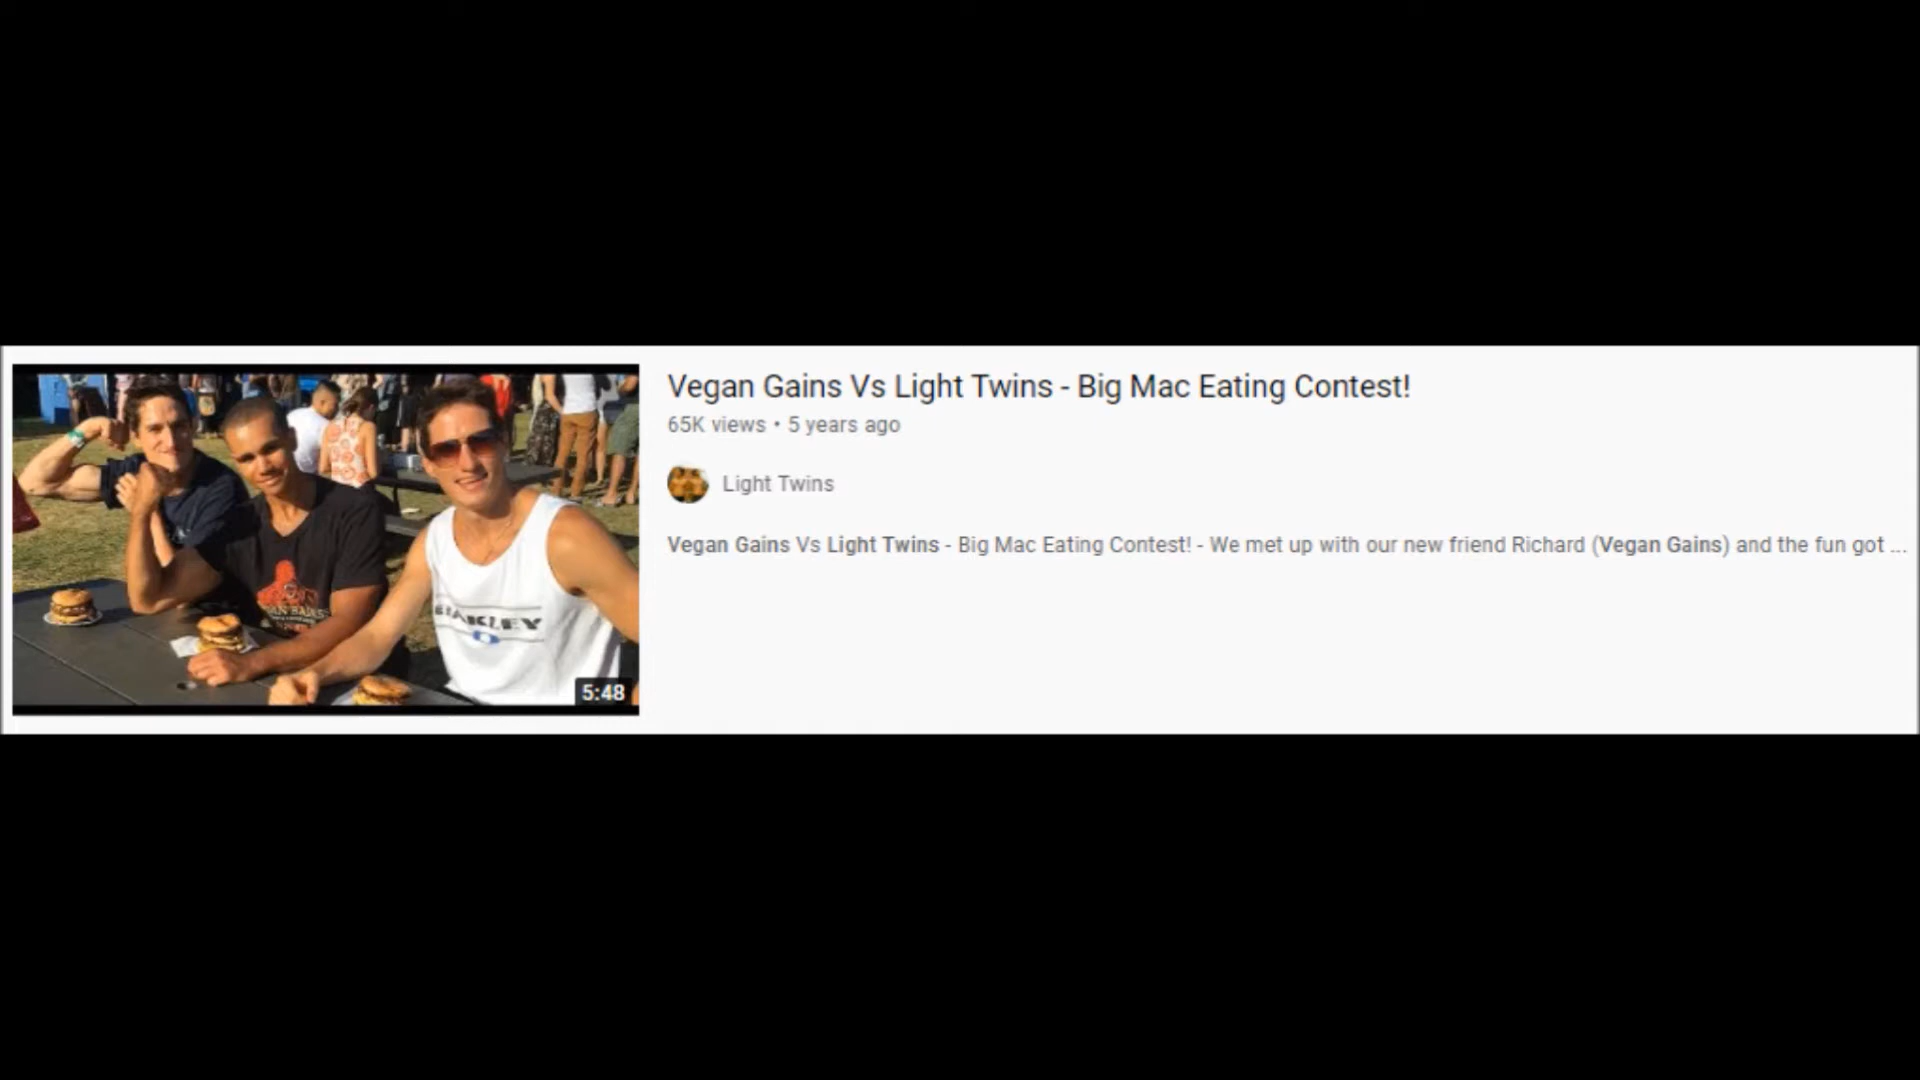 Vegan Gains Vs Light Twins - Big Mac Eating Contest!
65K views • 5 years ago
Light Twins
Vegan Gains Vs Light Twins - Big Mac Eating Contest! - We met up with our new friend Richard (Vegan Gains) and the fun got ...
OAKLEY
5:48